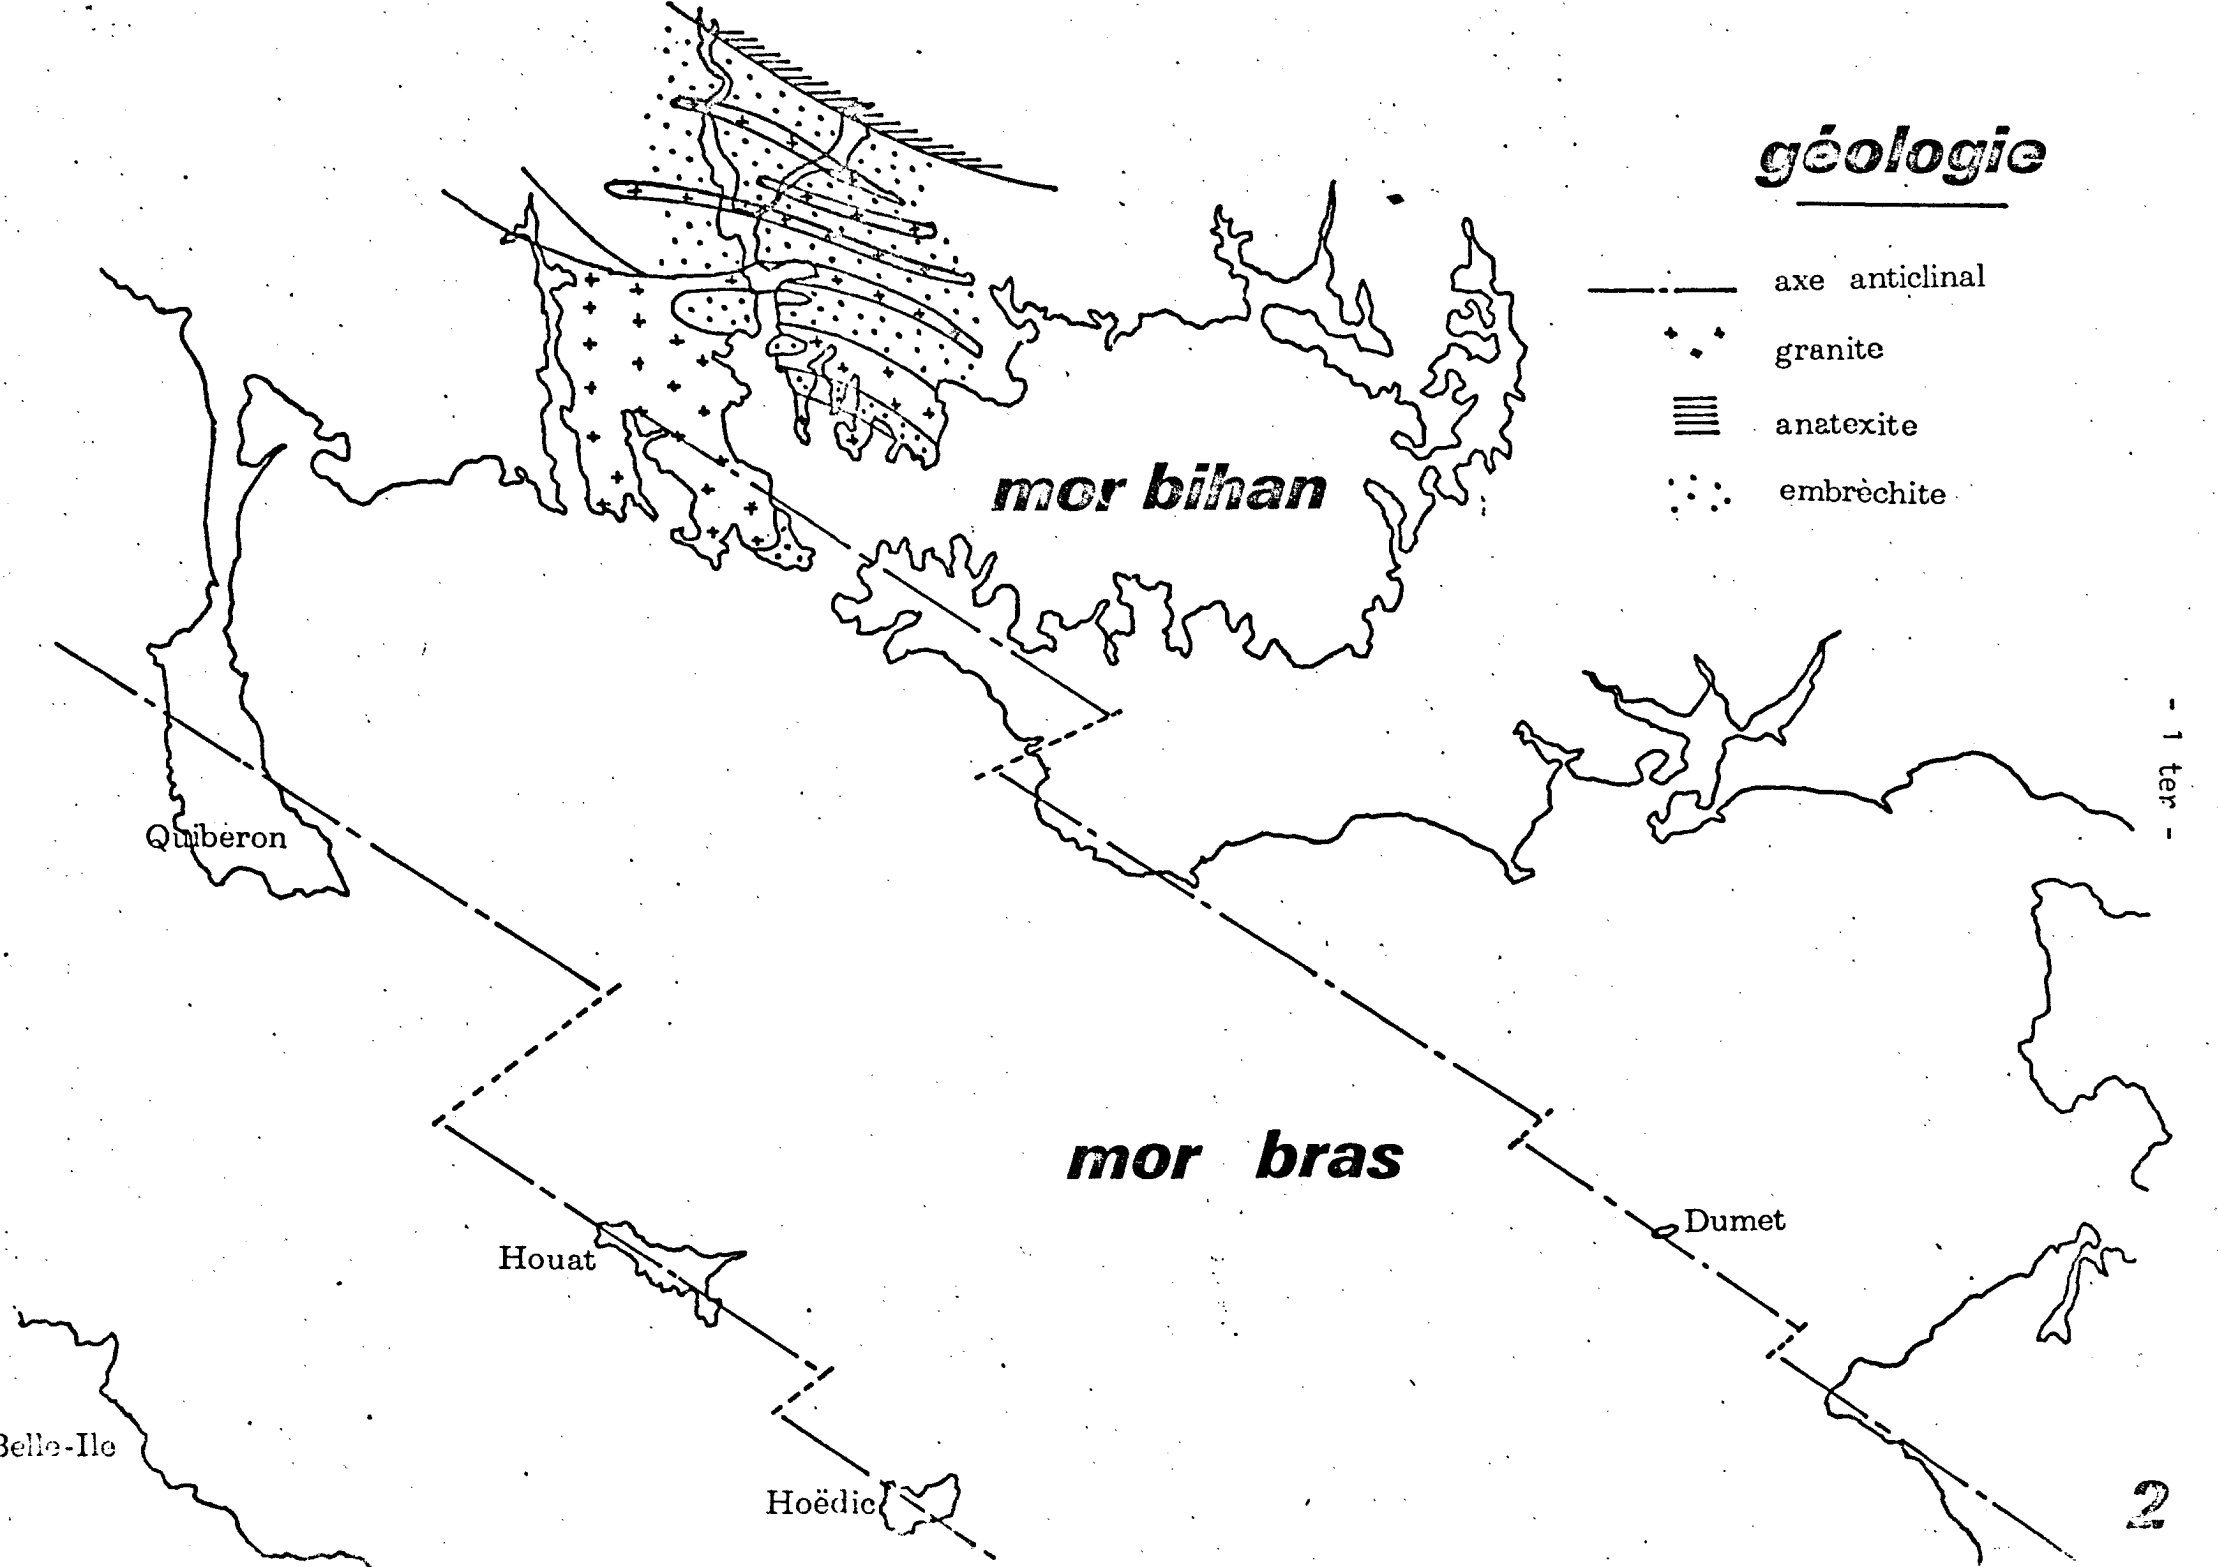 géologie
axe anticlinal
granite
anatexite
embrèchite
mor bihan
- 1 ter -
Quiberon
mor bras
Dumet
Houat
Belle-Ile
Hoëdic
2